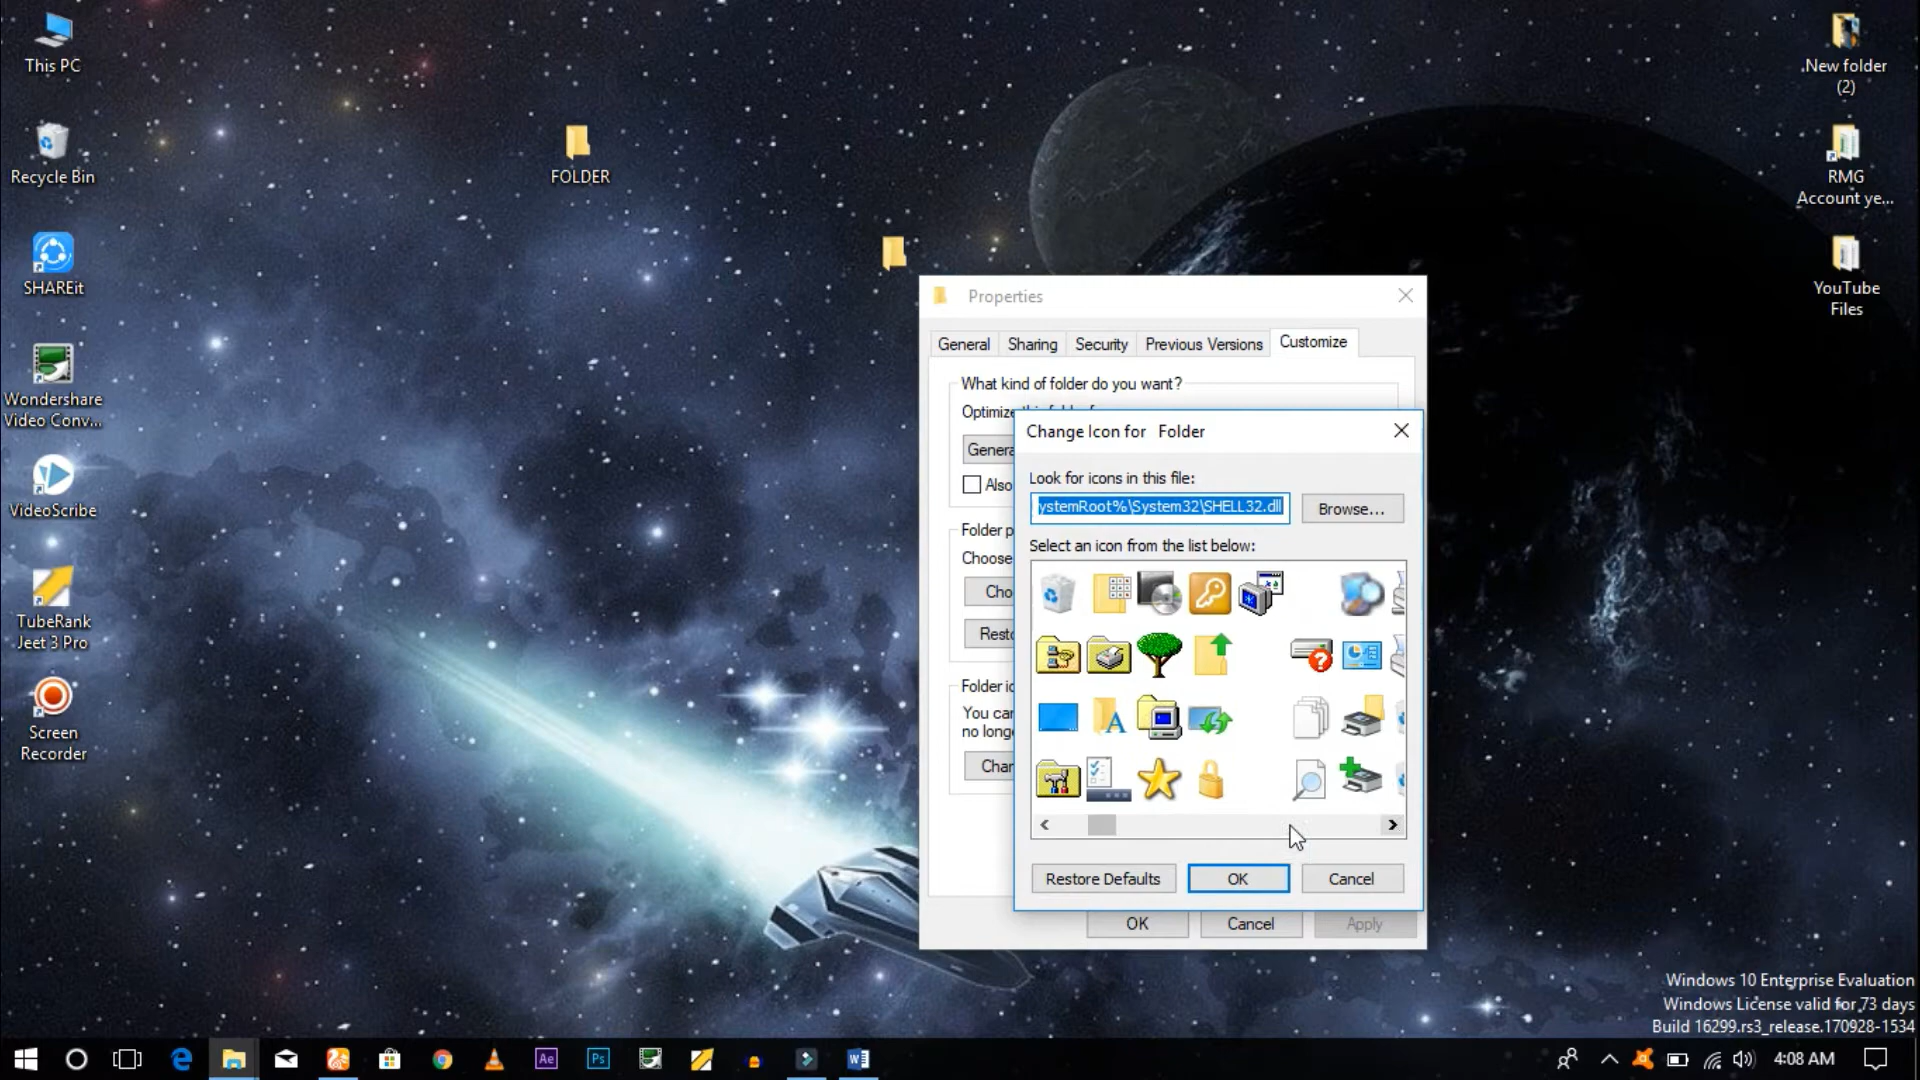 This PC
Recycle Bin
SHAREit
Wondershare
Video Conv...
VideoScribe
TubeRank
Jeet 3 Pro
Screen
Recorder
FOLDER
New folder
(2)
RMG
Account ye...
YouTube
Files
Properties
General
Sharing
Security
Previous Versions
Customize
What kind of folder do you want?
Optimize
Genera
Also
Folder p
Choose
Cho
Resto
Folder ic
You car
no long
Char
Change Icon for Folder
Look for icons in this file:
ystemRoot%\System32\SHELL32.dll
Browse...
Select an icon from the list below:
Restore Defaults
OK
Cancel
OK
Cancel
Apply
Windows 10 Enterprise Evaluation
Windows License valid for 73 days
Build 16299.rs3_release.170928-1534
Ae
Ps
4:08 AM